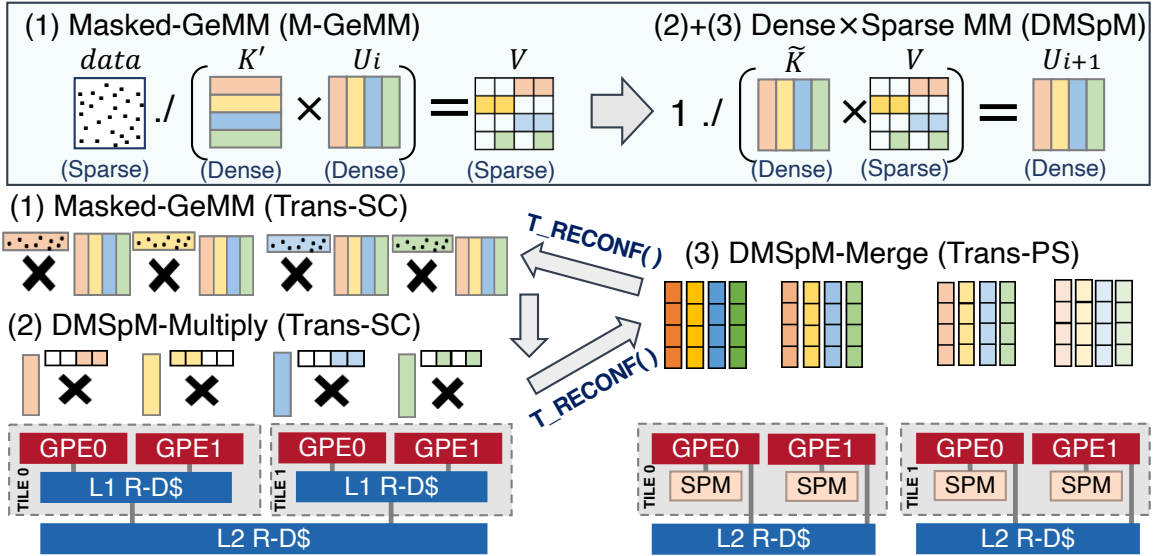 (1) Masked-GeMM (M-GeMM)
(2)+(3) Dense×Sparse MM (DMSpM)
data ./ ( K′ × Ui ) = V
1 ./ ( K̃ × V ) = Ui+1
(Sparse) (Dense) (Dense) (Sparse)
(Dense) (Sparse) (Dense)
(1) Masked-GeMM (Trans-SC)
T_RECONF()
(3) DMSpM-Merge (Trans-PS)
(2) DMSpM-Multiply (Trans-SC)
T_RECONF()
TILE 0
GPE0 GPE1
L1 R-D$
TILE 1
GPE0 GPE1
L1 R-D$
L2 R-D$
TILE 0
GPE0 GPE1
SPM SPM
L2 R-D$
TILE 1
GPE0 GPE1
SPM SPM
L2 R-D$